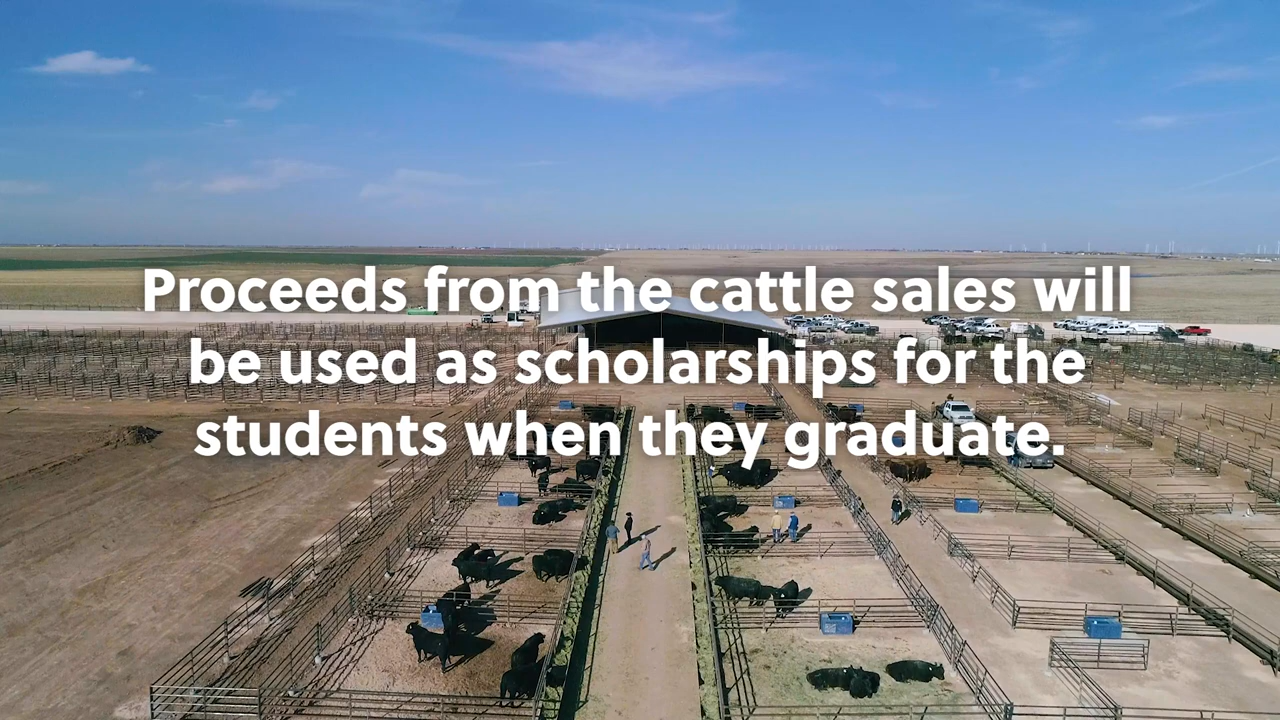 Proceeds from the cattle sales will
be used as scholarships for the
students when they graduate.